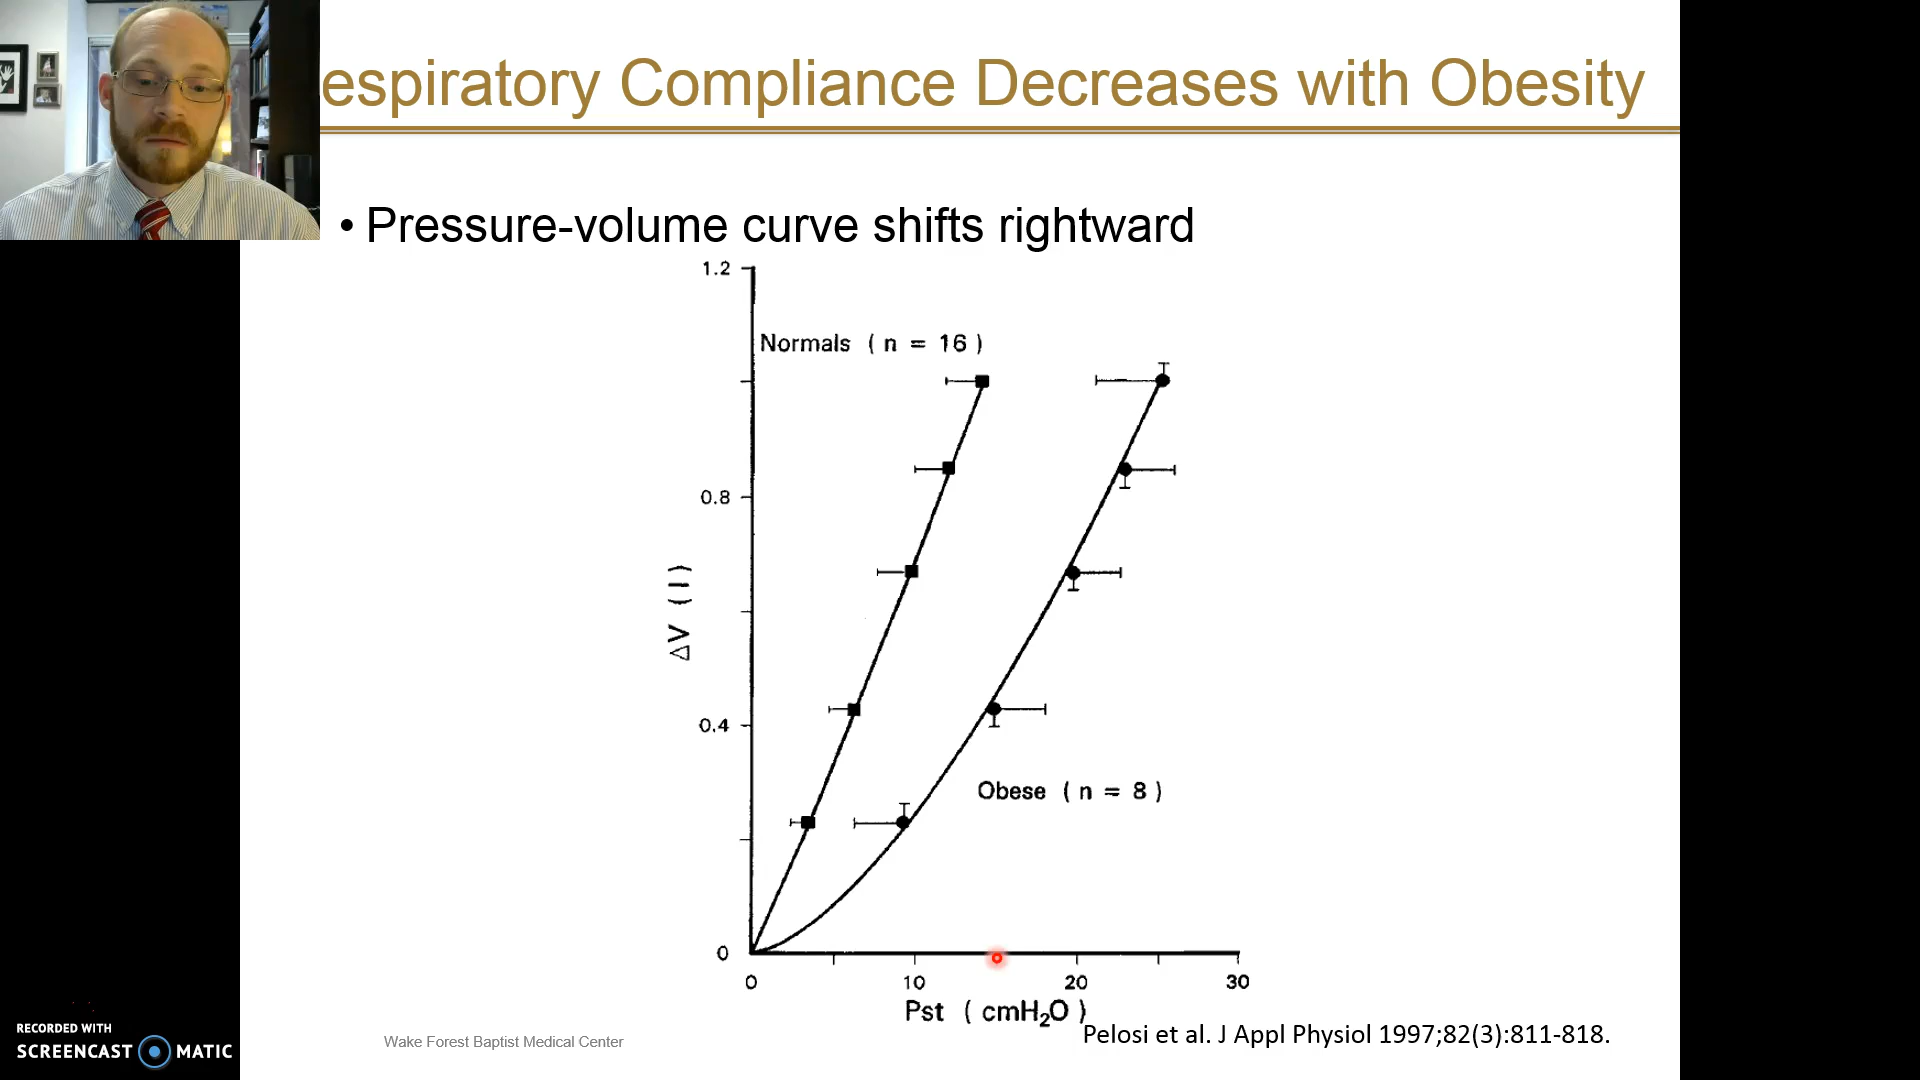 espiratory Compliance Decreases with Obesity
• Pressure-volume curve shifts rightward
1.2
Normals ( n = 16 )
0.8
ΔV ( l )
0.4
Obese ( n = 8 )
0
0 10 20 30
Pst ( cmH₂O )
Pelosi et al. J Appl Physiol 1997;82(3):811-818.
Wake Forest Baptist Medical Center
RECORDED WITH
SCREENCAST MATIC